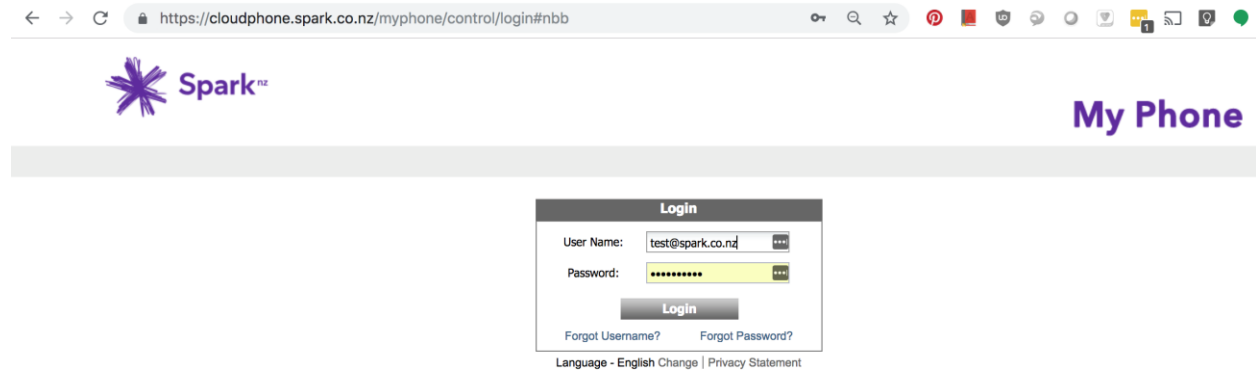 https://cloudphone.spark.co.nz/myphone/control/login#nbb
1
Spark nz
My Phone
Login
User Name: test@spark.co.nz
Password: ••••••••••
Login
Forgot Username? Forgot Password?
Language - English Change | Privacy Statement